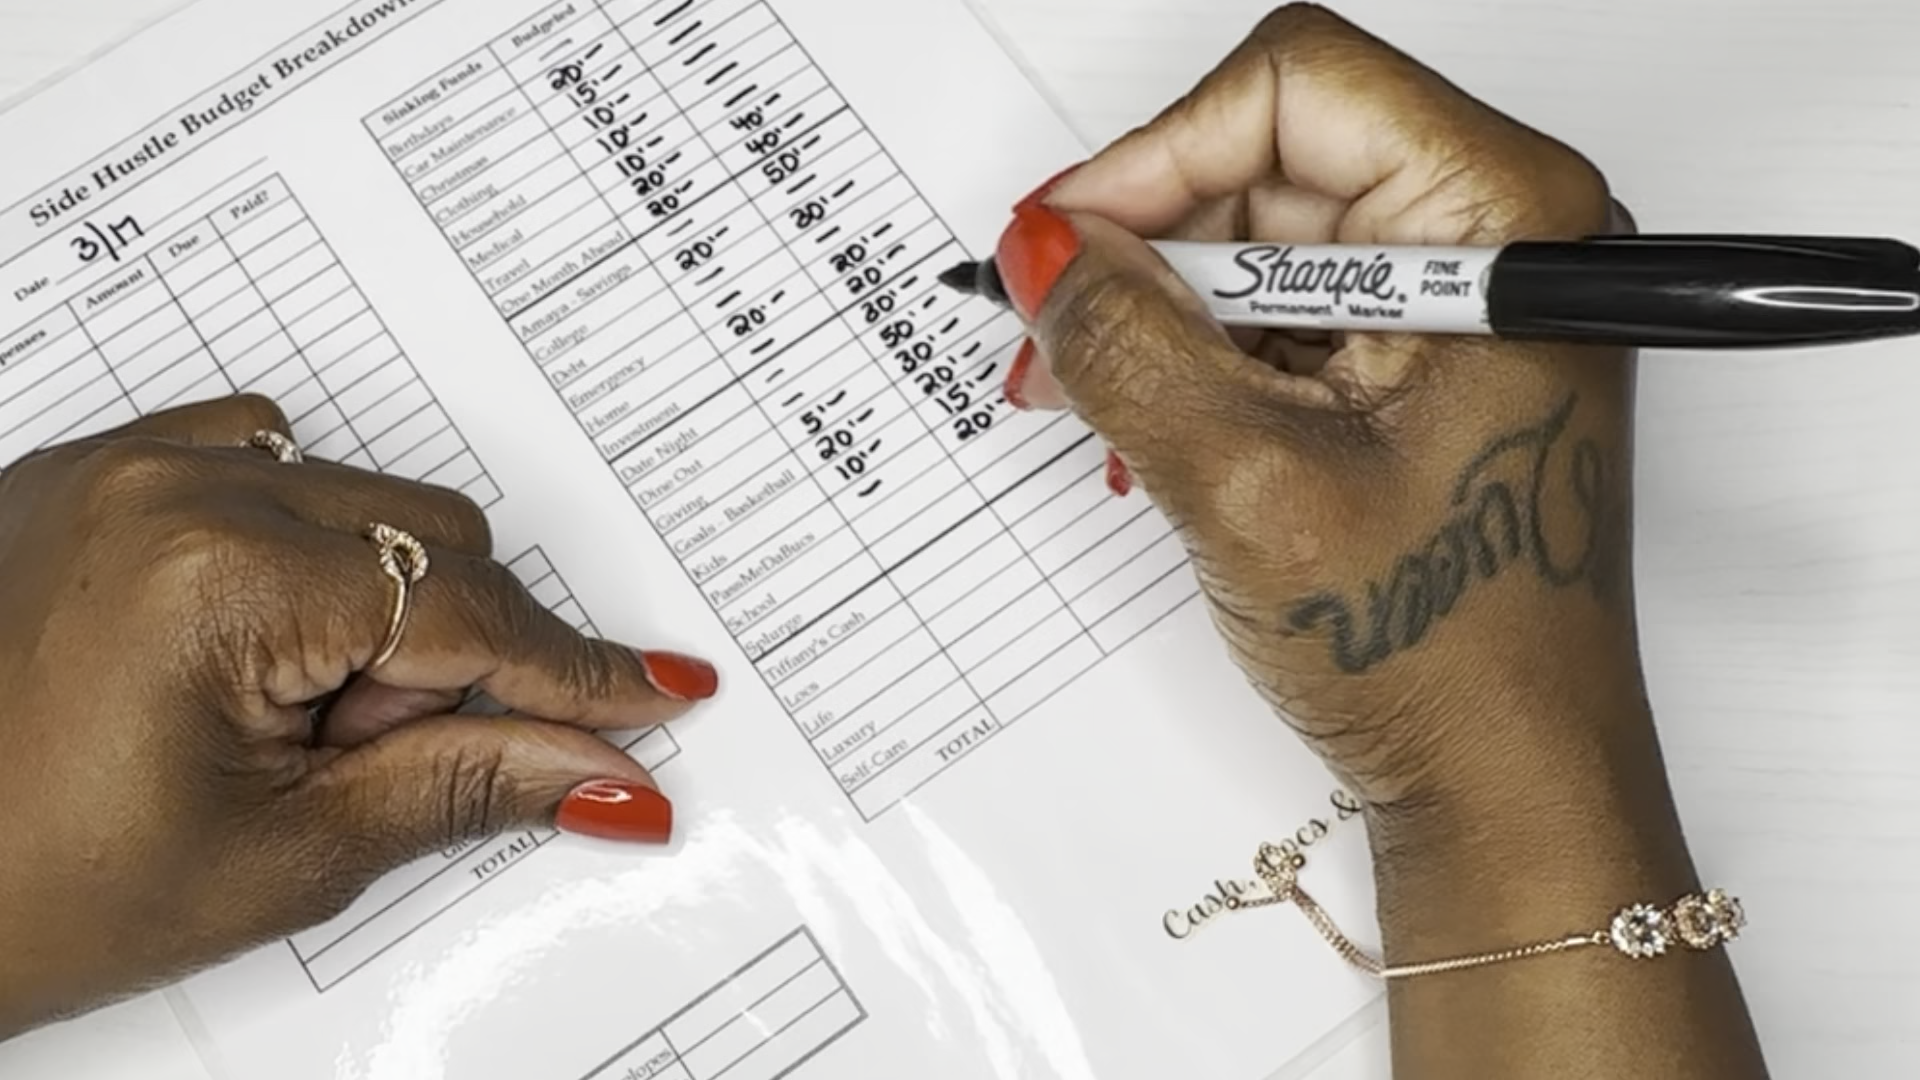 Side Hustle Budget Breakdown
Date 3/17
Amount
Due
Paid?
TOTAL
Sinking Funds
Budgeted
Birthdays
Car Maintenance 20'-
Christmas 15'-
Clothing 10'-
Household 10'-
Medical 10'-
Travel 20'-
One Month Ahead 20'-
Amaya - Savings -
College 20'-
Debt -
Emergency -
Home 20'-
Investment -
Date Night -
Dine Out -
Giving 5'-
Goals - Basketball 20'-
Kids 10'-
PassMeDaBucs -
School
Splurge
Tiffany's Cash
Locs
Life
Luxury
Self-Care
TOTAL
40'-
40'-
50'-
-
30'-
-
20'-
20'-
30'-
50'-
30'-
20'-
15'-
20'-
Sharpie.
FINE
POINT
Permanent Marker
Cash, Locs &